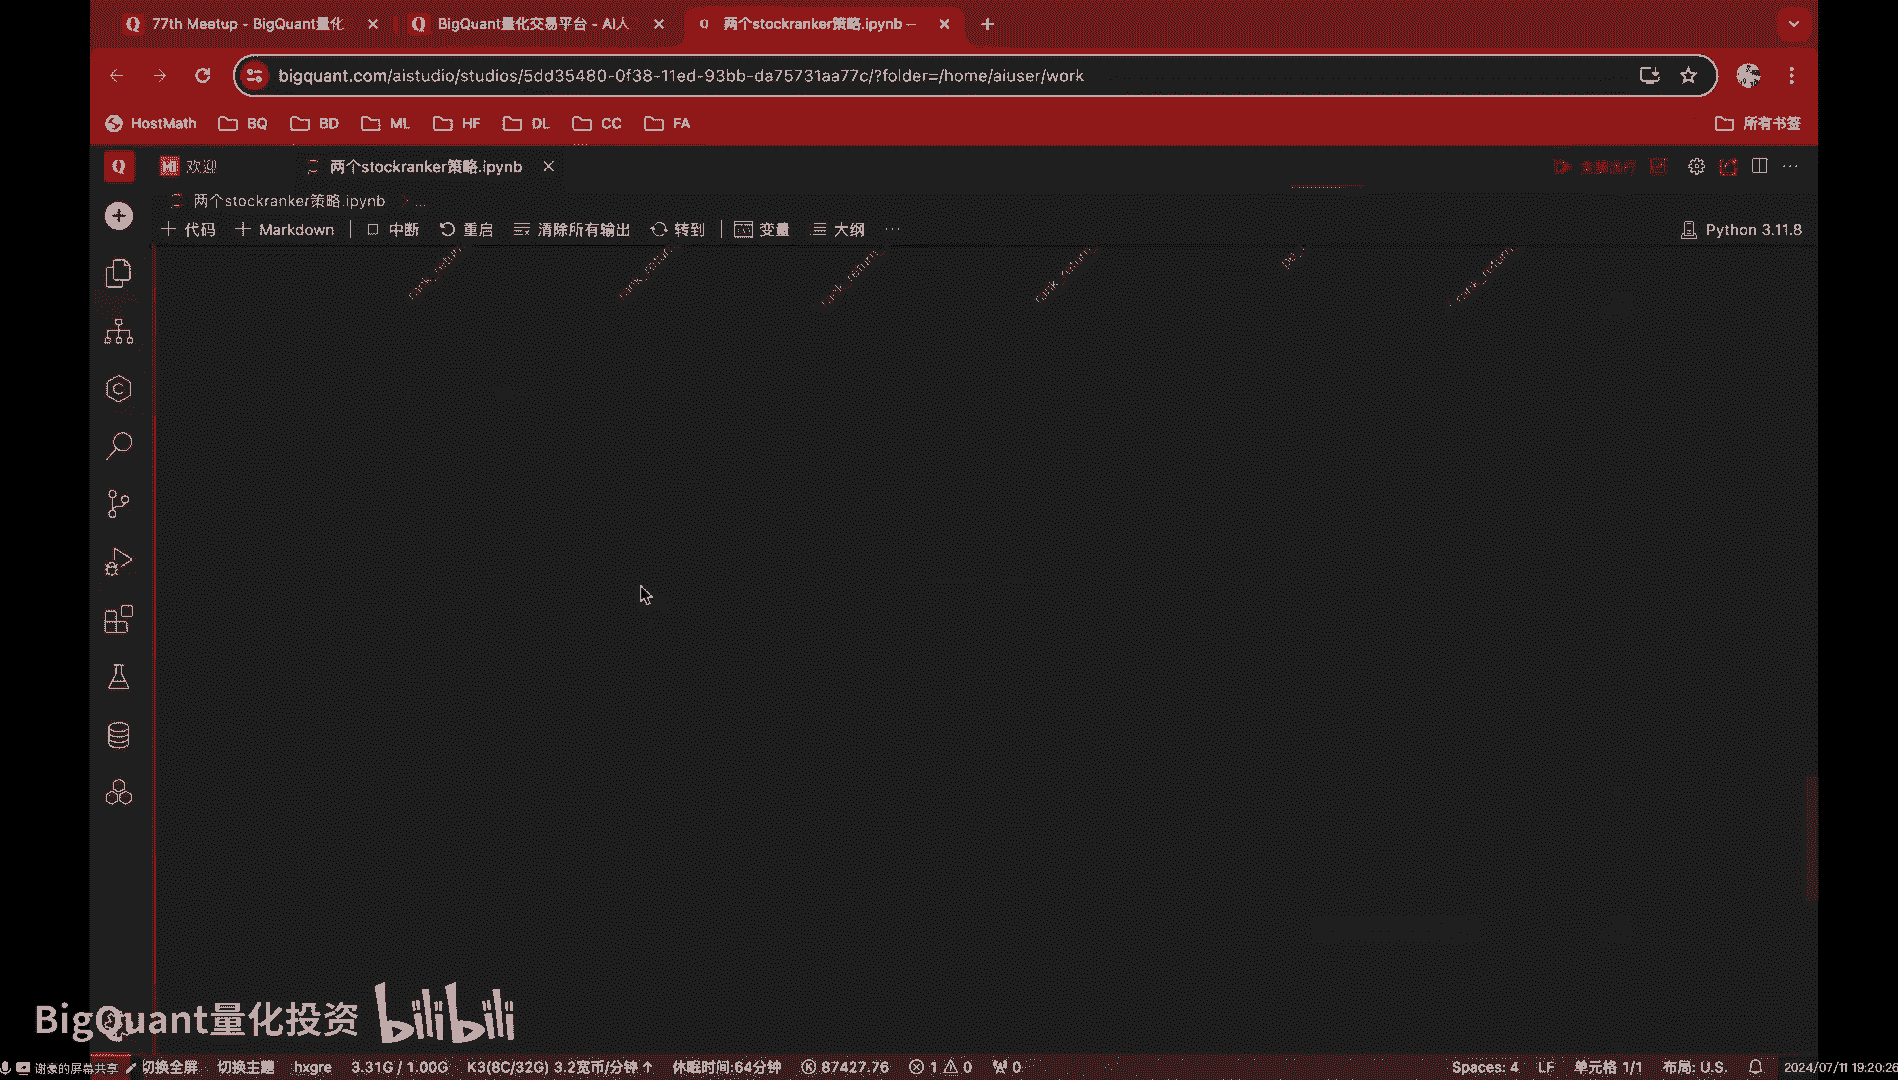 77th Meetup - BigQuant量化
BigQuant量化交易平台 - AI人
两个stockranker策略.ipynb —
bigquant.com/aistudio/studios/5dd35480-0f38-11ed-93bb-da75731aa77c/?folder=/home/aiuser/work
HostMath BQ BD ML HF DL CC FA 所有书签
欢迎 两个stockranker策略.ipynb
两个stockranker策略.ipynb > ...
+ 代码 + Markdown 中断 重启 清除所有输出 转到 变量 大纲 ... Python 3.11.8
BigQuant量化投资 bilibili
谢豪的屏幕共享 切换全屏 切换主题 hxgre 3.31G / 1.00G K3(8C/32G) 3.2宽币/分钟 ↑ 休眠时间:64分钟 87427.76 1 0 0 Spaces: 4 LF 单元格 1/1 布局: U.S. 2024/07/11 19:20:2